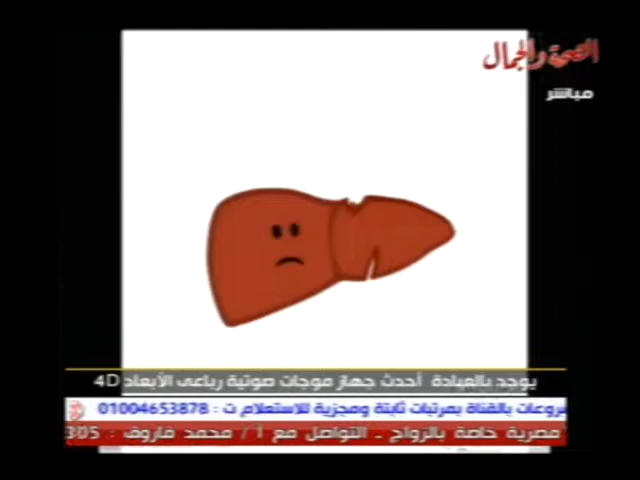 الصحة والجمال
مباشر
يوجد بالعيادة أحدث جهاز موجات صوتية رباعى الأبعاد 4D
بالقناة بمرتبات ثابتة ومجزية للاستعلام ت : 01004653878
مصرية خاصة بالزواج ـ التواصل مع أ / محمد فاروق : 305